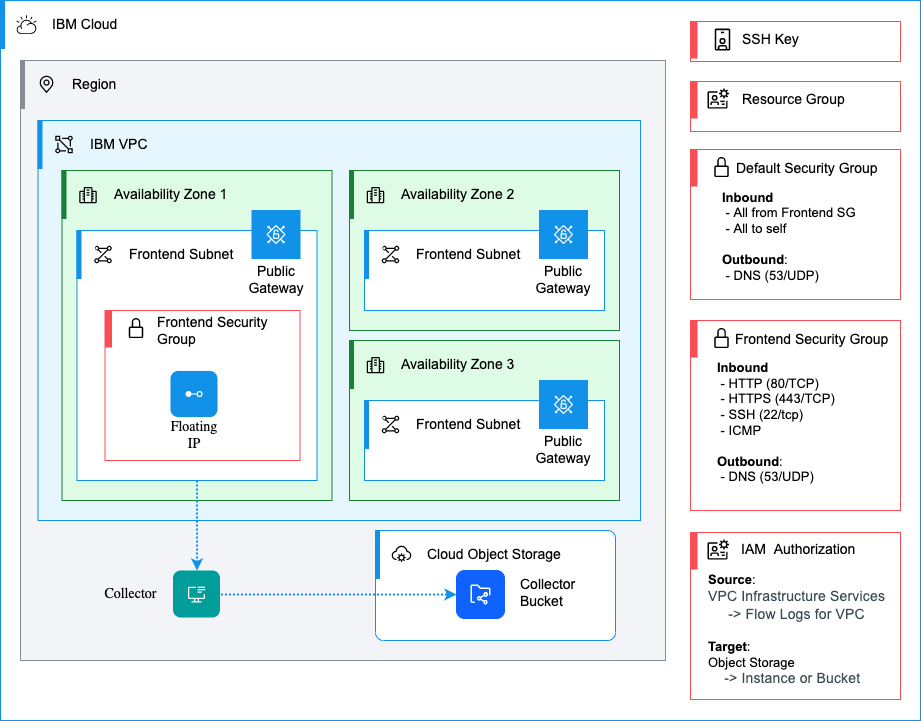 IBM Cloud
Region
IBM VPC
Availability Zone 1
Frontend Subnet
Public
Gateway
Frontend Security
Group
Floating
IP
Availability Zone 2
Frontend Subnet
Public
Gateway
Availability Zone 3
Frontend Subnet
Public
Gateway
Collector
Cloud Object Storage
Collector
Bucket
SSH Key
Resource Group
Default Security Group
Inbound
- All from Frontend SG
- All to self
Outbound:
- DNS (53/UDP)
Frontend Security Group
Inbound
- HTTP (80/TCP)
- HTTPS (443/TCP)
- SSH (22/tcp)
- ICMP
Outbound:
- DNS (53/UDP)
IAM Authorization
Source:
VPC Infrastructure Services
-> Flow Logs for VPC
Target:
Object Storage
-> Instance or Bucket